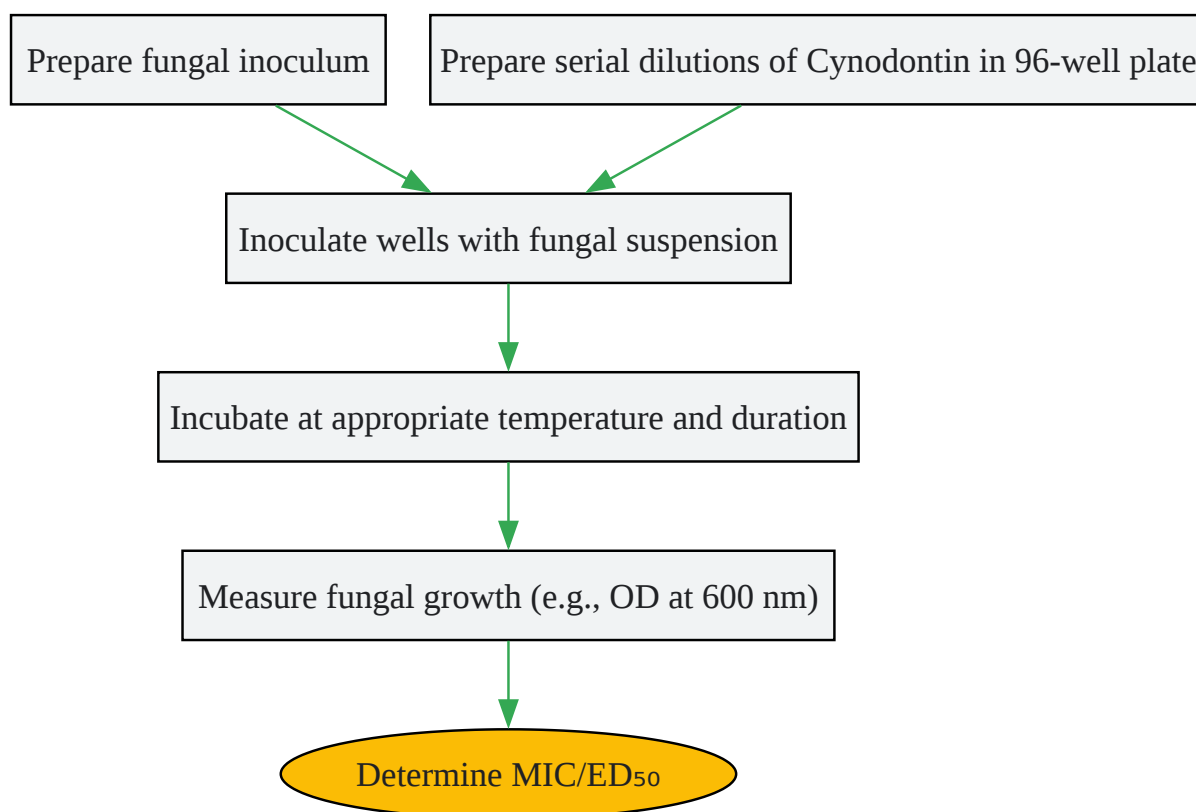 Prepare fungal inoculum
Prepare serial dilutions of Cynodontin in 96-well plate
Inoculate wells with fungal suspension
Incubate at appropriate temperature and duration
Measure fungal growth (e.g., OD at 600 nm)
Determine MIC/ED₅₀